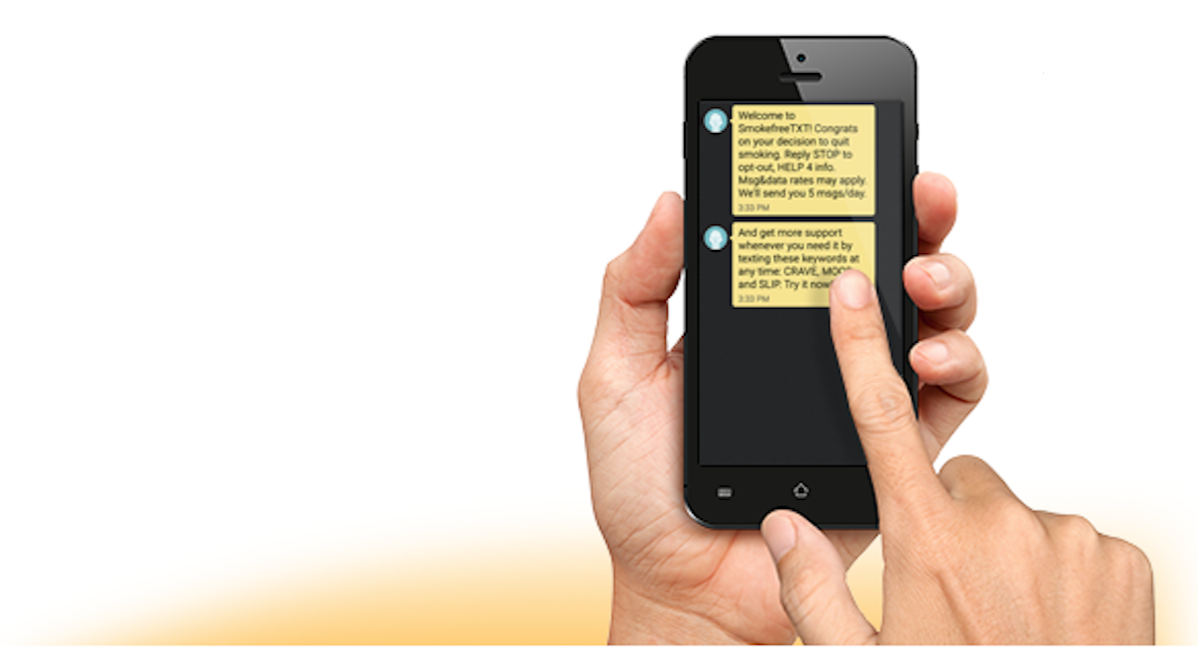 Welcome to
SmokefreeTXT! Congrats
on your decision to quit
smoking. Reply STOP to
opt-out, HELP 4 info.
Msg&data rates may apply.
We'll send you 5 msgs/day.
3:33 PM
And get more support
whenever you need it by
texting these keywords at
any time: CRAVE,
and SLIP. Try it now!
3:33 PM